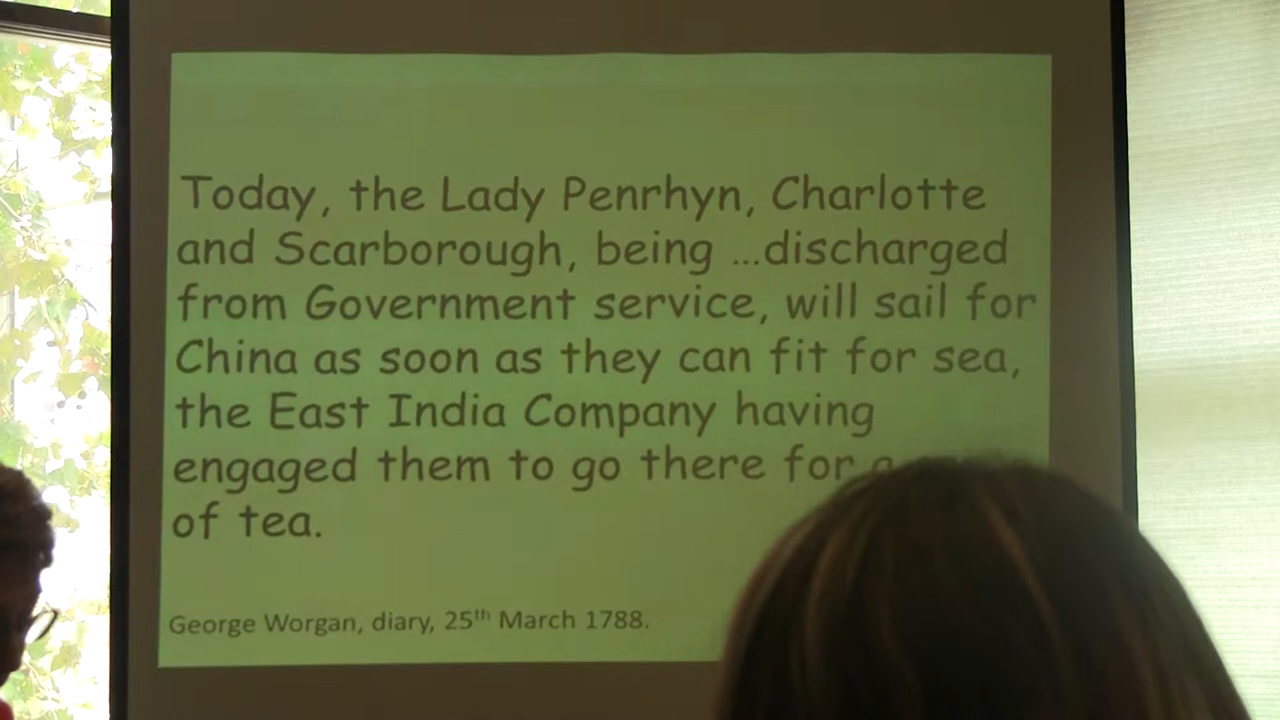 Today, the Lady Penrhyn, Charlotte
and Scarborough, being ...discharged
from Government service, will sail for
China as soon as they can fit for sea,
the East India Company having
engaged them to go there for a
of tea.
George Worgan, diary, 25th March 1788.